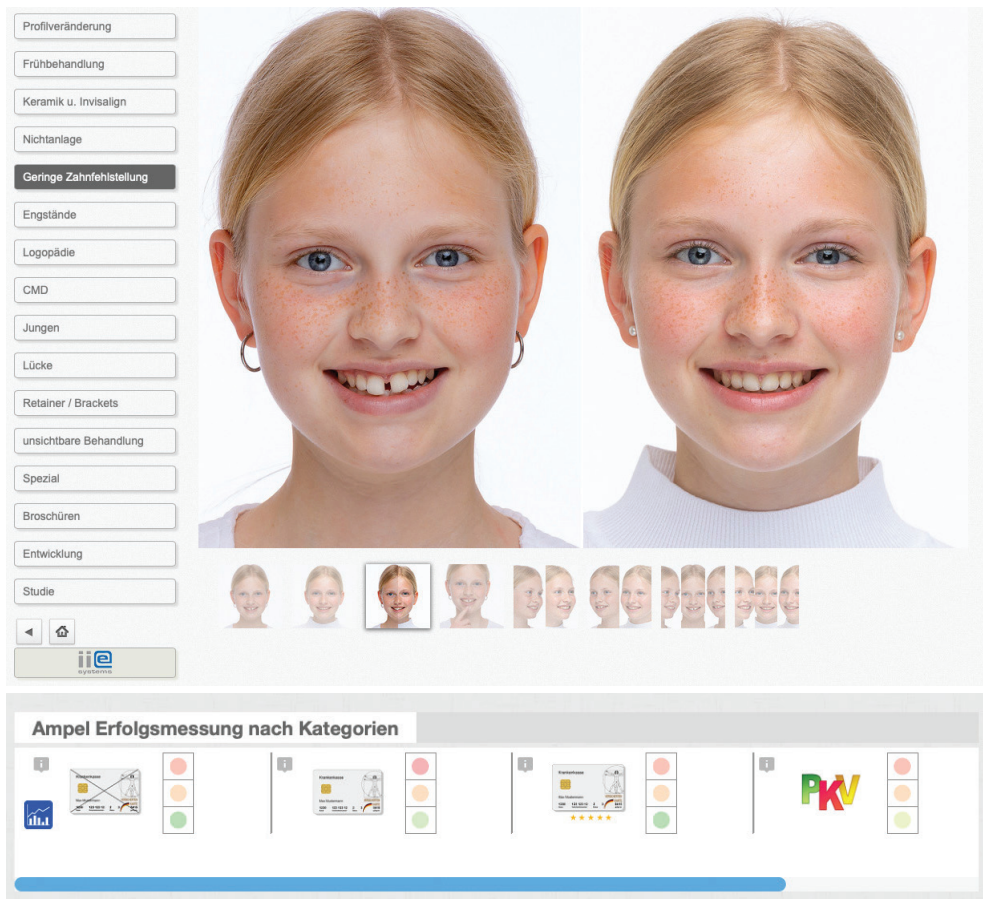 Profilveränderung
Frühbehandlung
Keramik u. Invisalign
Nichtanlage
Geringe Zahnfehlstellung
Engstände
Logopädie
CMD
Jungen
Lücke
Retainer / Brackets
unsichtbare Behandlung
Spezial
Broschüren
Entwicklung
Studie
iie
systems
Ampel Erfolgsmessung nach Kategorien
Krankenkasse
Krankenkasse
Krankenkasse
PKV